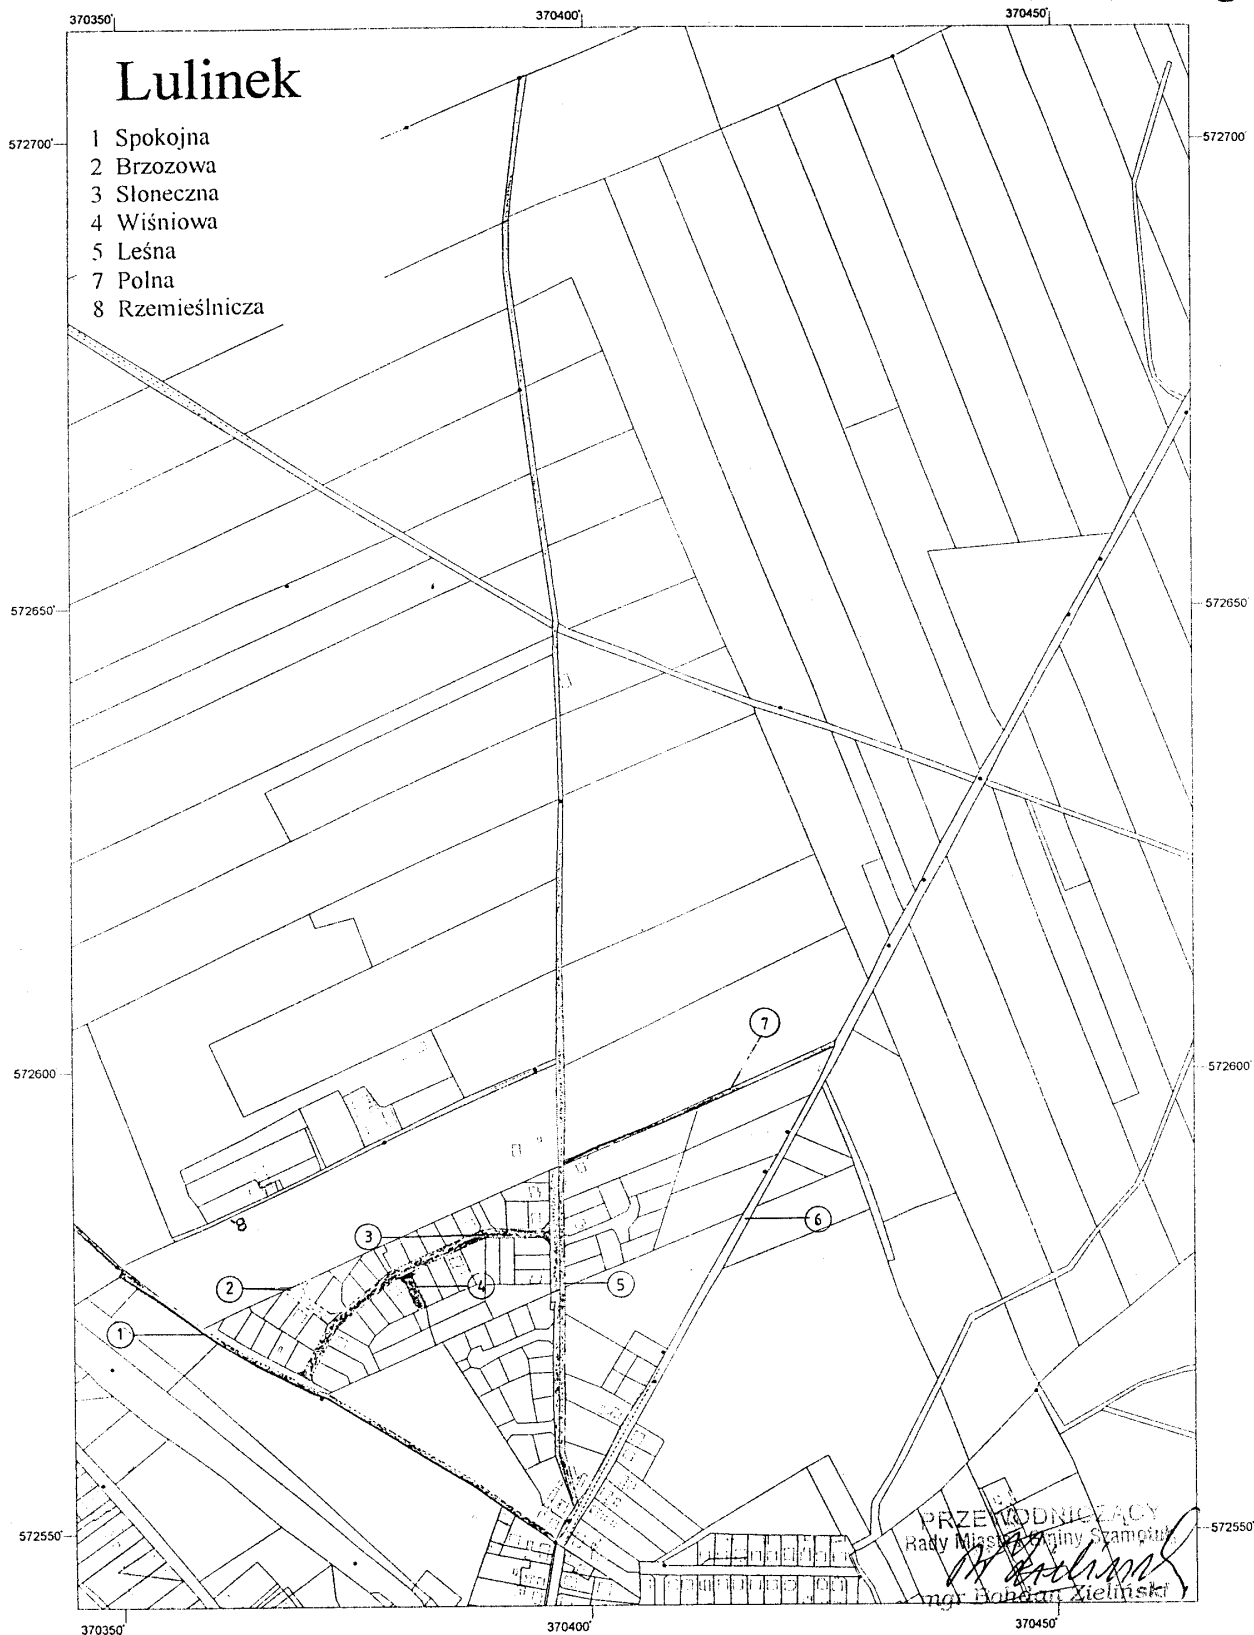 370350'
370400'
370450'
Lulinek
1 Spokojna
2 Brzozowa
3 Słoneczna
4 Wiśniowa
5 Leśna
7 Polna
8 Rzemieślnicza
572700'
572700'
572650'
572650'
572600'
572600'
7
8
3
6
2
4
5
1
572550'
572550'
PRZEWODNICZĄCY
Rady Miasta i Gminy Szamotuły
mgr Bohdan Zieliński
370350'
370400'
370450'